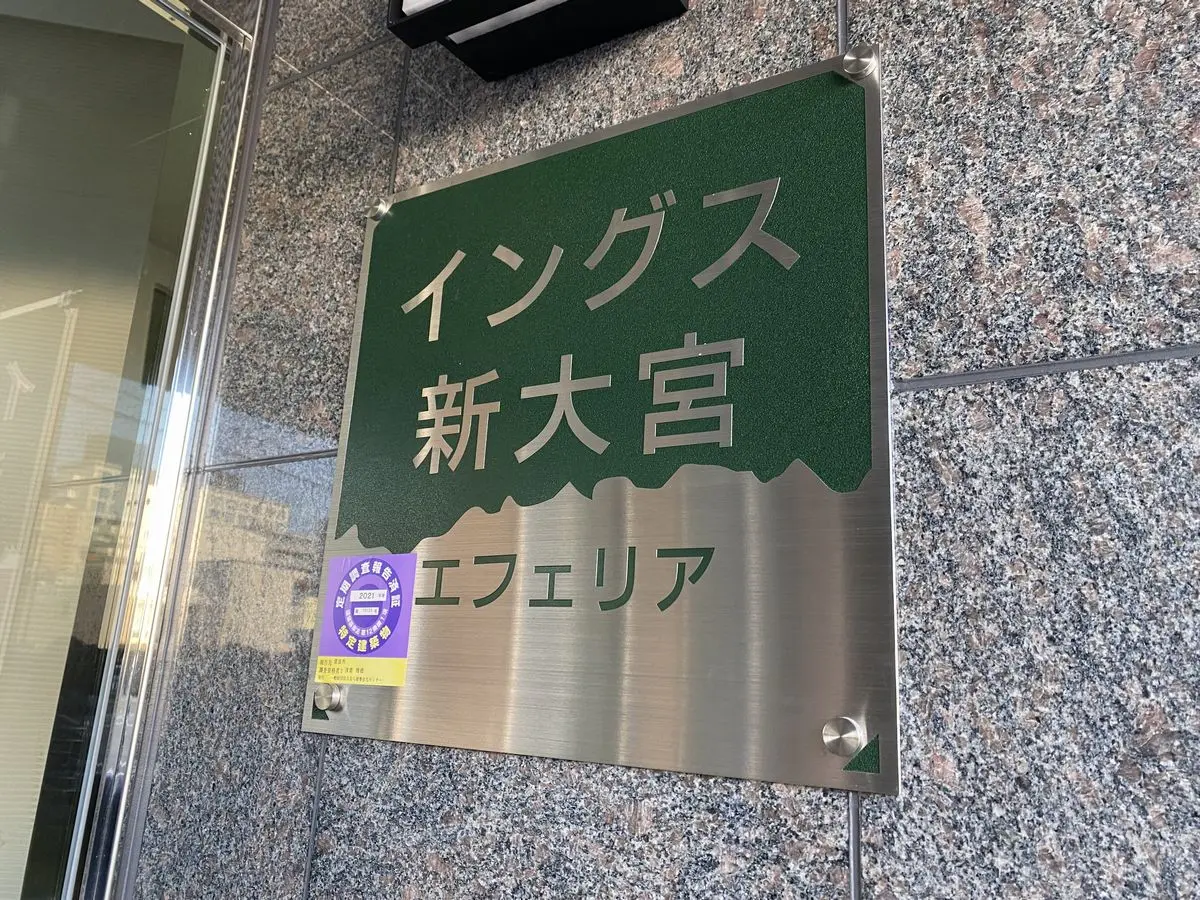 イングス
新大宮
エフェリア
定期調査報告済証
2021
特定建築物